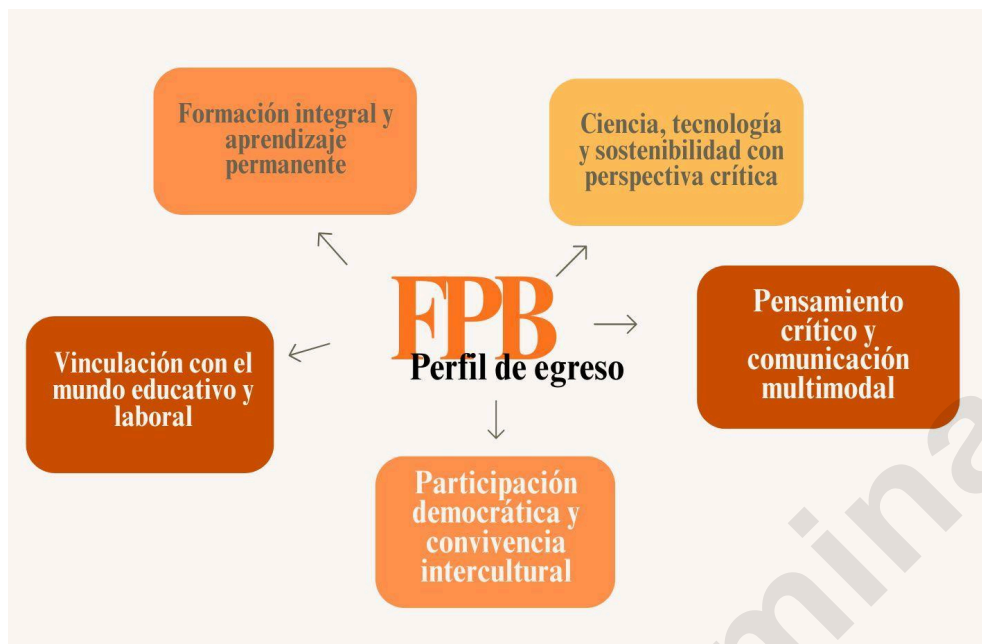 Formación integral y
aprendizaje
permanente
Ciencia, tecnología
y sostenibilidad con
perspectiva crítica
FPB
Perfil de egreso
Pensamiento
crítico y
comunicación
multimodal
Vinculación con el
mundo educativo y
laboral
Participación
democrática y
convivencia
intercultural